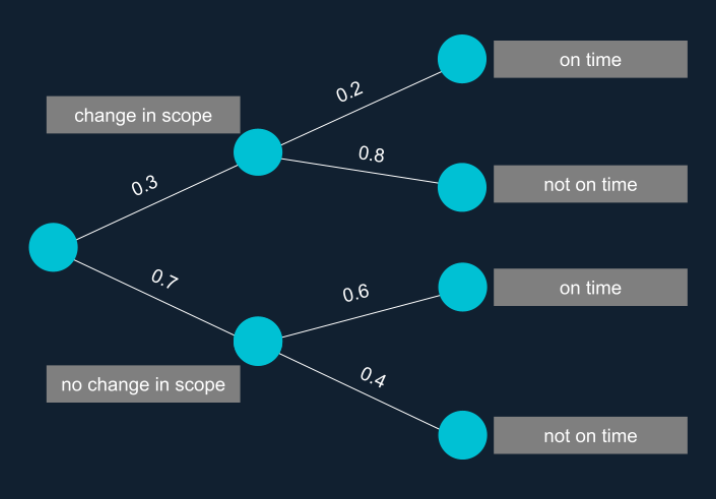 on time
0.2
change in scope
0.8
not on time
0.3
0.7
0.6
on time
0.4
no change in scope
not on time